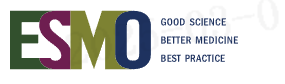 ESMO
GOOD SCIENCE
BETTER MEDICINE
BEST PRACTICE